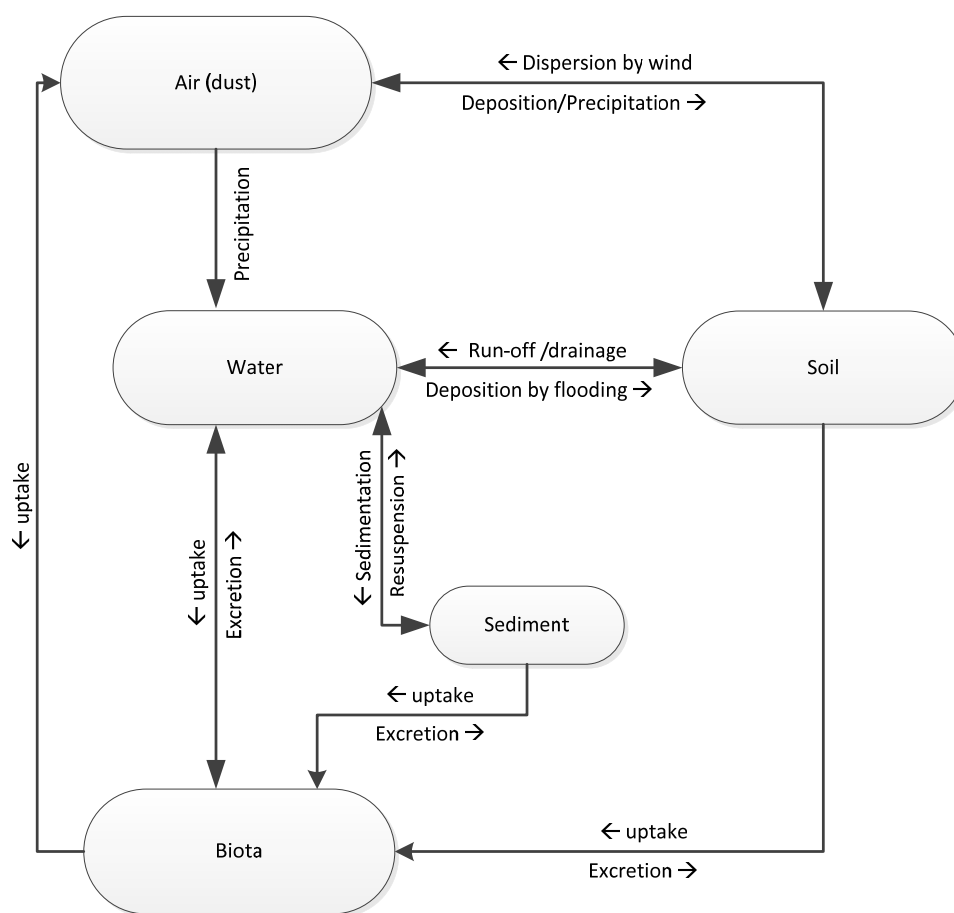 Air (dust)
← Dispersion by wind
Deposition/Precipitation →
Precipitation
Water
← Run-off /drainage
Deposition by flooding →
Soil
← uptake
← uptake
Excretion →
← Sedimentation
Resuspension →
Sediment
← uptake
Excretion →
Biota
← uptake
Excretion →